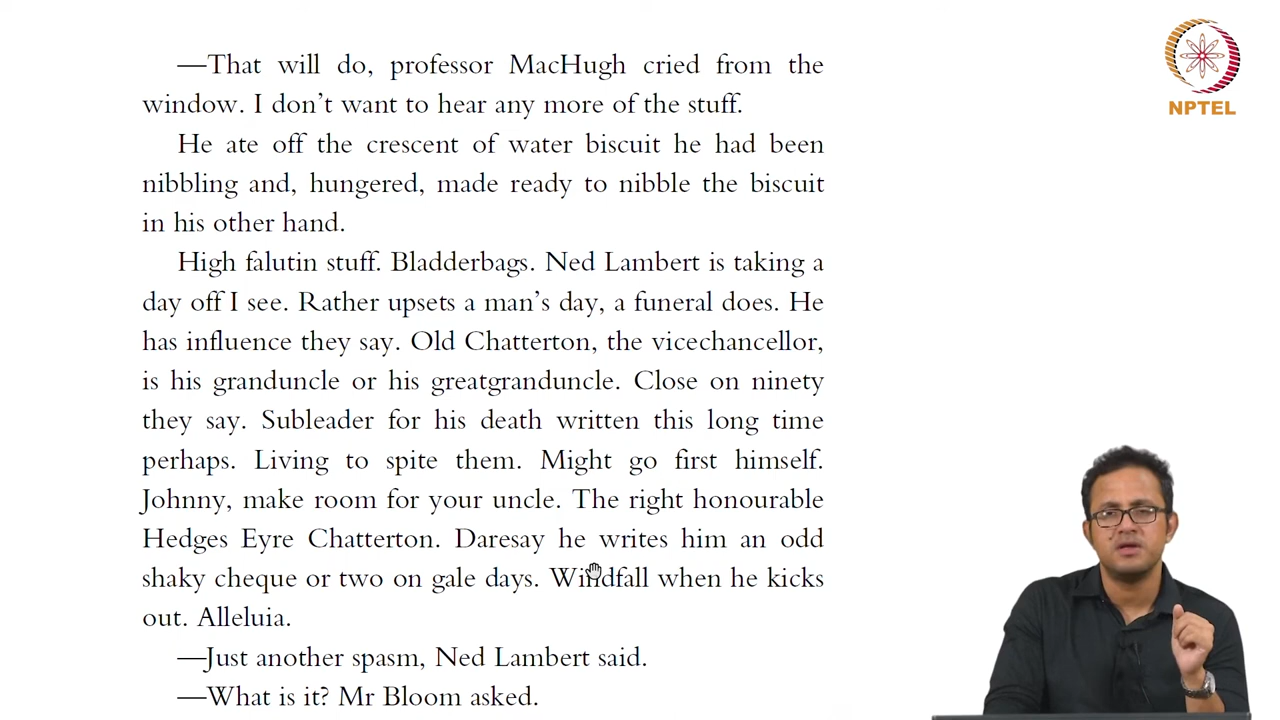 —That will do, professor MacHugh cried from the
window. I don’t want to hear any more of the stuff.
He ate off the crescent of water biscuit he had been
nibbling and, hungered, made ready to nibble the biscuit
in his other hand.
High falutin stuff. Bladderbags. Ned Lambert is taking a
day off I see. Rather upsets a man’s day, a funeral does. He
has influence they say. Old Chatterton, the vicechancellor,
is his granduncle or his greatgranduncle. Close on ninety
they say. Subleader for his death written this long time
perhaps. Living to spite them. Might go first himself.
Johnny, make room for your uncle. The right honourable
Hedges Eyre Chatterton. Daresay he writes him an odd
shaky cheque or two on gale days. Windfall when he kicks
out. Alleluia.
—Just another spasm, Ned Lambert said.
—What is it? Mr Bloom asked.
NPTEL